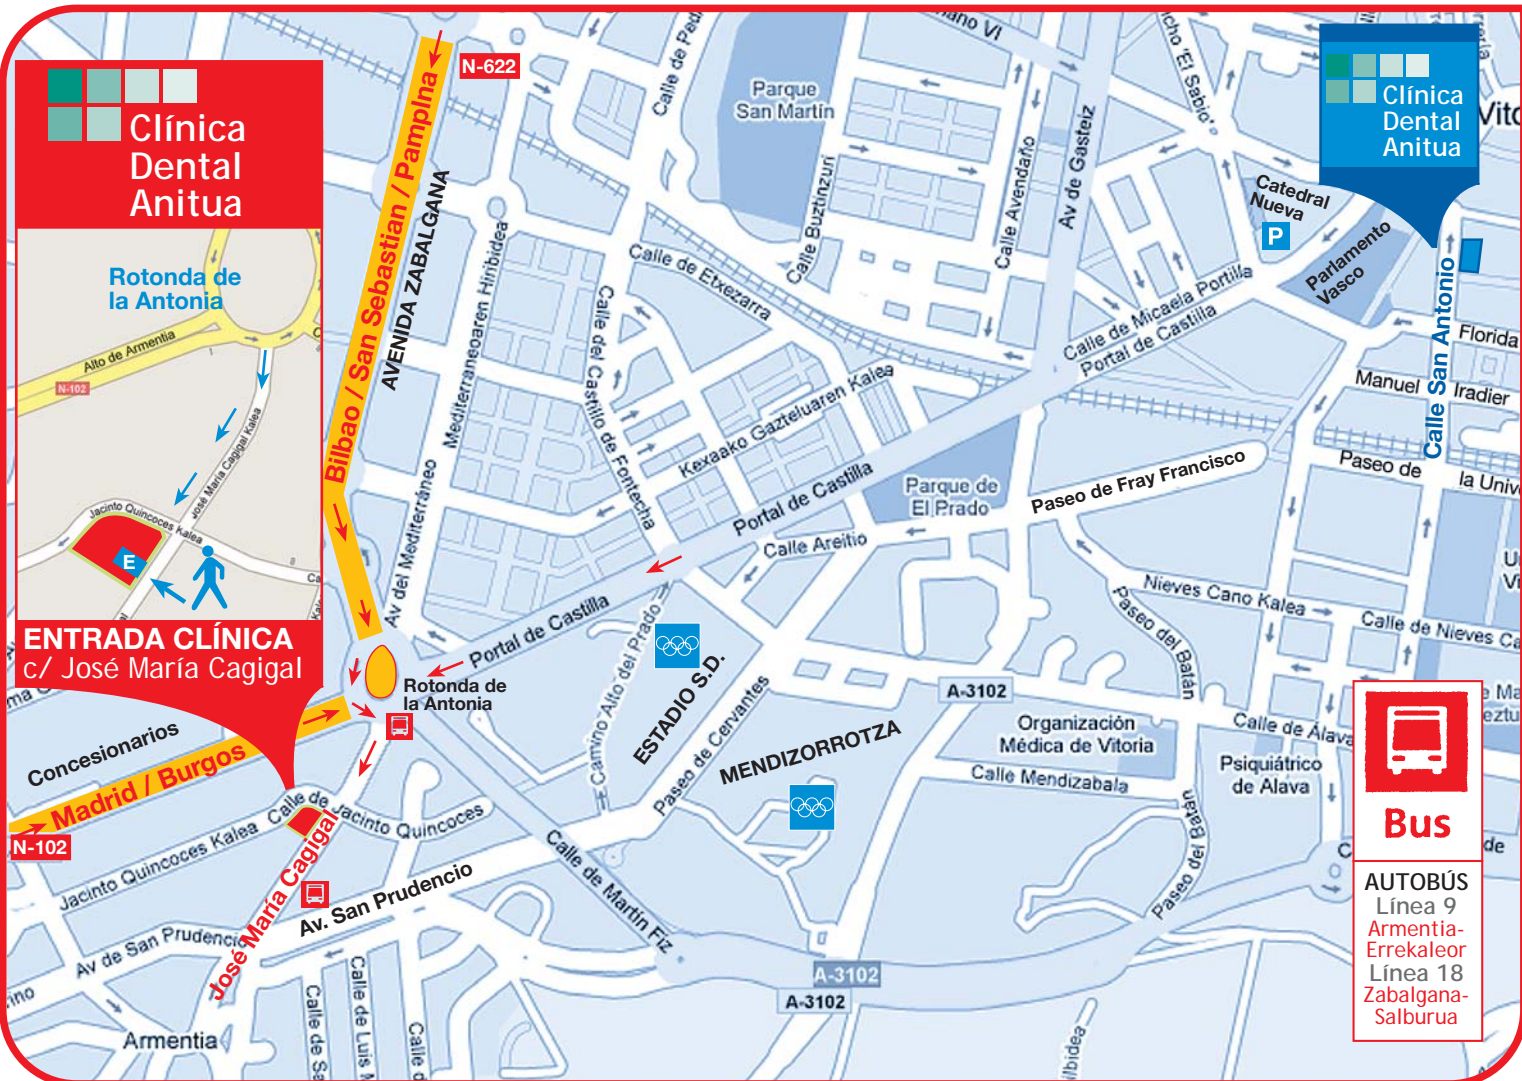 Clínica
Dental
Anitua
Rotonda de
la Antonia
Alto de Armentia
N-102
José María Cagigal Kalea
Jacinto Quincoces Kalea
E
ENTRADA CLÍNICA
c/ José María Cagigal
N-622
Bilbao / San Sebastian / Pamplna
AVENIDA ZABALGANA
Mediterraneoaren Hiribidea
Av del Mediterráneo
Parque
San Martín
Calle Buztinzuri
Calle Avendaño
Av de Gasteiz
Calle de Etxezarra
Calle del Castillo de Fontecha
Kexaako Gazteluaren Kalea
Calle de Micaela Portilla
Portal de Castilla
Catedral
Nueva
P
Parlamento
Vasco
Clínica
Dental
Anitua
Calle San Antonio
Florida
Manuel Iradier
Paseo de
Portal de Castilla
Parque de
El Prado
Paseo de Fray Francisco
Calle Areitio
Nieves Cano Kalea
Paseo del Batán
Portal de Castilla
Camino Alto del Prado
ESTADIO S.D.
Paseo de Cervantes
MENDIZORROTZA
A-3102
Organización
Médica de Vitoria
Calle Mendizabala
Calle de Álava
Psiquiátrico
de Alava
Paseo del Batán
Rotonda de
la Antonia
Concesionarios
Madrid / Burgos
N-102
Calle de Jacinto Quincoces
Jacinto Quincoces Kalea
José María Cagigal
Av. San Prudencio
Av de San Prudencio
Calle de Martín Fiz
A-3102
A-3102
Armentia
Bus
AUTOBÚS
Línea 9
Armentia-
Errekaleor
Línea 18
Zabalgana-
Salburua